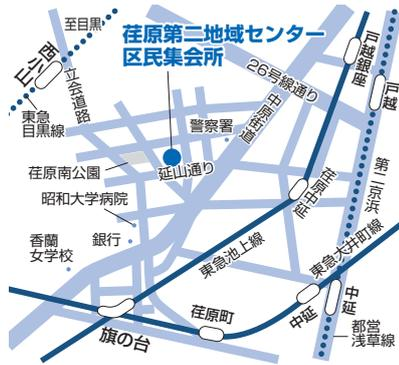 至目黒
荏原第二地域センター
区民集会所
西小山
立会道路
26号線通り
戸越銀座
戸越
東急
目黒線
警察署
中原街道
荏原南公園
延山通り
荏原中延
第二京浜
昭和大学病院
香蘭
女学校
銀行
東急池上線
東急大井町線
荏原町
中延
中延
旗の台
都営
浅草線